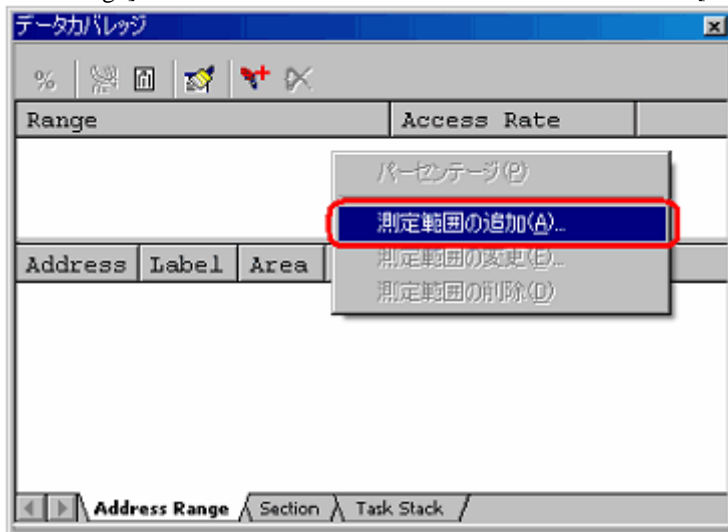 データカバレッジ
%
Range Access Rate
パーセンテージ(P)
測定範囲の追加(A)...
Address Label Area
測定範囲の変更(E)...
測定範囲の削除(D)
Address Range Section Task Stack